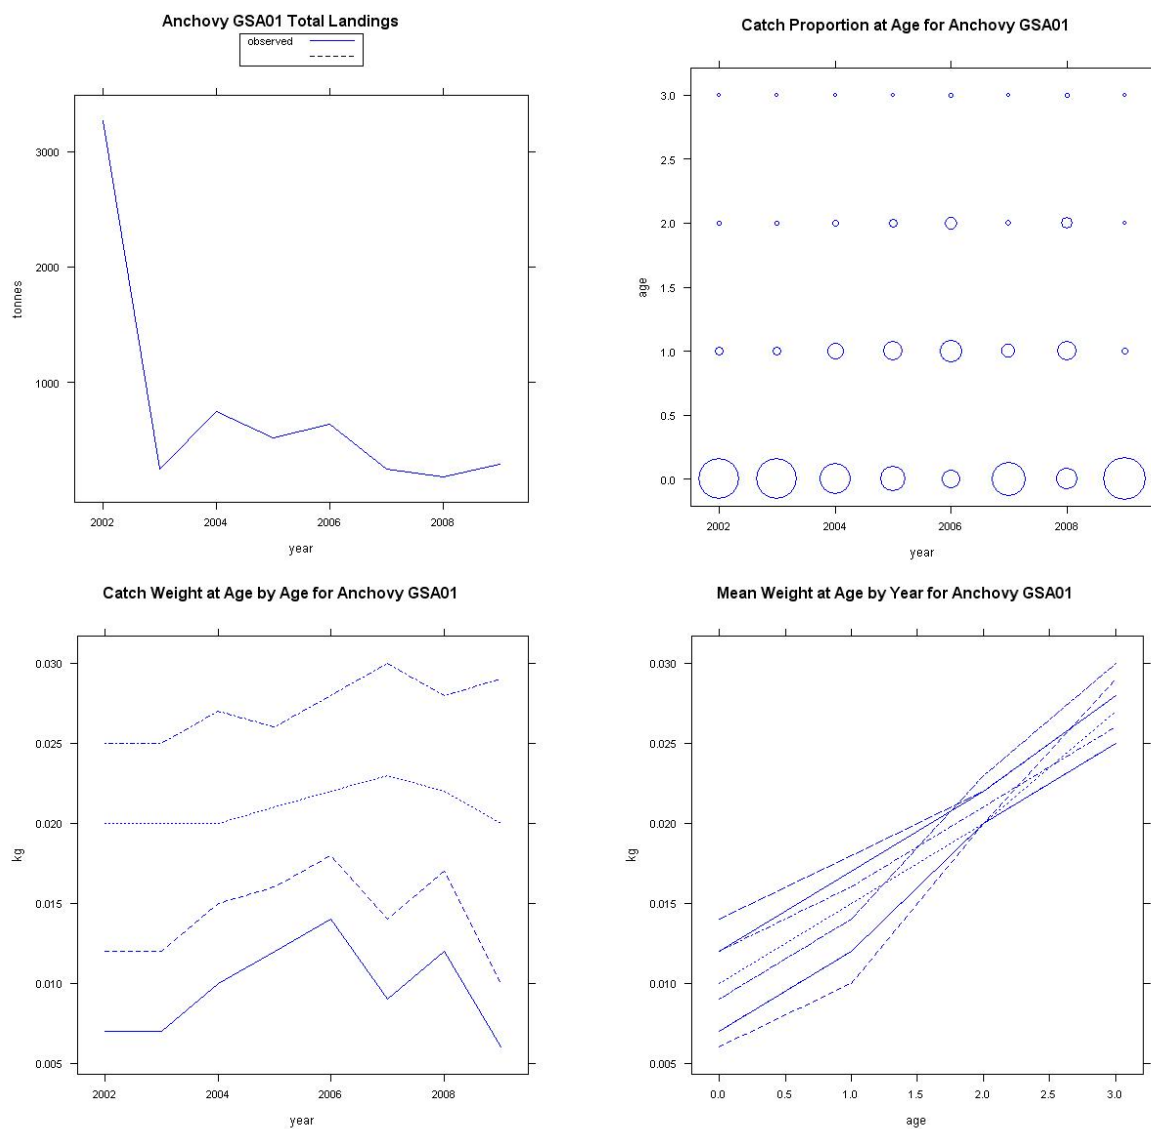 Anchovy GSA01 Total Landings
observed
3000
2000
1000
tonnes
2002 2004 2006 2008
year
Catch Proportion at Age for Anchovy GSA01
3.0
2.5
2.0
1.5
1.0
0.5
0.0
age
2002 2004 2006 2008
year
Catch Weight at Age by Age for Anchovy GSA01
0.030
0.025
0.020
0.015
0.010
0.005
kg
2002 2004 2006 2008
year
Mean Weight at Age by Year for Anchovy GSA01
0.030
0.025
0.020
0.015
0.010
0.005
kg
0.0 0.5 1.0 1.5 2.0 2.5 3.0
age